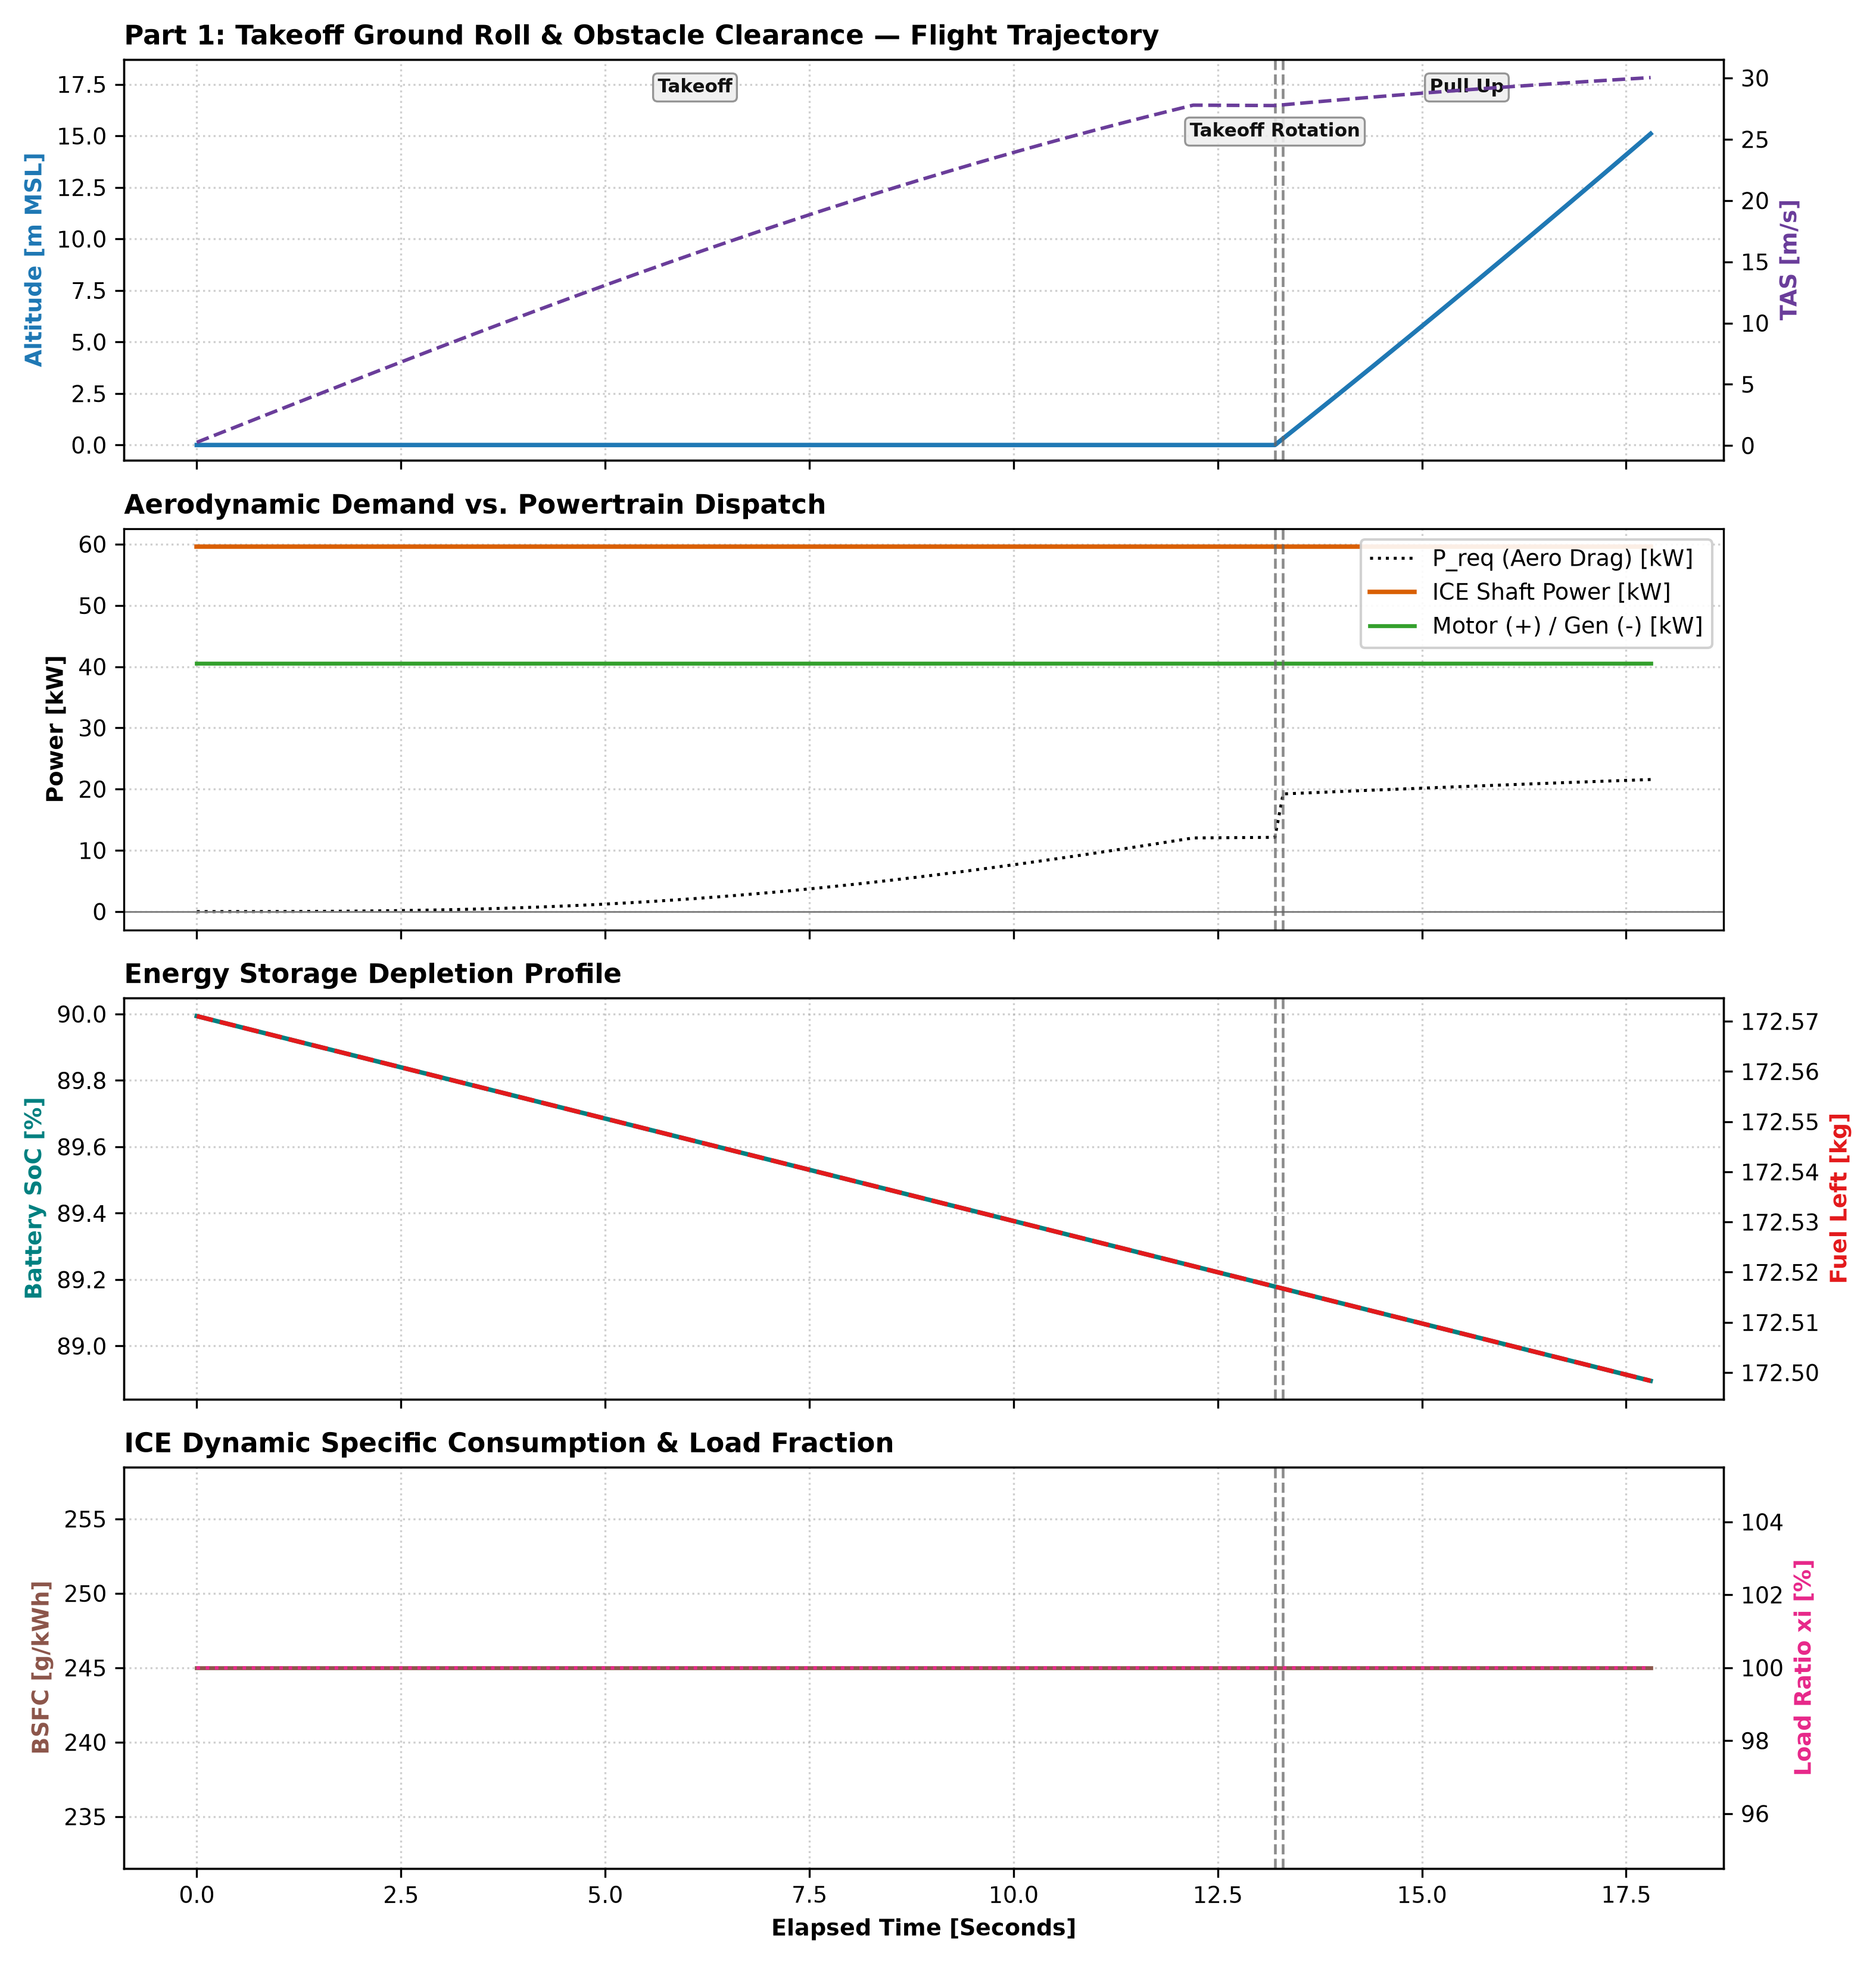 Part 1: Takeoff Ground Roll & Obstacle Clearance — Flight Trajectory
Takeoff
Pull Up
Takeoff Rotation
Altitude [m MSL]
17.5
15.0
12.5
10.0
7.5
5.0
2.5
0.0
30
25
20
15
10
5
0
TAS [m/s]
Aerodynamic Demand vs. Powertrain Dispatch
Power [kW]
60
50
40
30
20
10
0
P_req (Aero Drag) [kW]
ICE Shaft Power [kW]
Motor (+) / Gen (-) [kW]
Energy Storage Depletion Profile
Battery SoC [%]
90.0
89.8
89.6
89.4
89.2
89.0
172.57
172.56
172.55
172.54
172.53
172.52
172.51
172.50
Fuel Left [kg]
ICE Dynamic Specific Consumption & Load Fraction
BSFC [g/kWh]
255
250
245
240
235
104
102
100
98
96
Load Ratio xi [%]
0.0 2.5 5.0 7.5 10.0 12.5 15.0 17.5
Elapsed Time [Seconds]